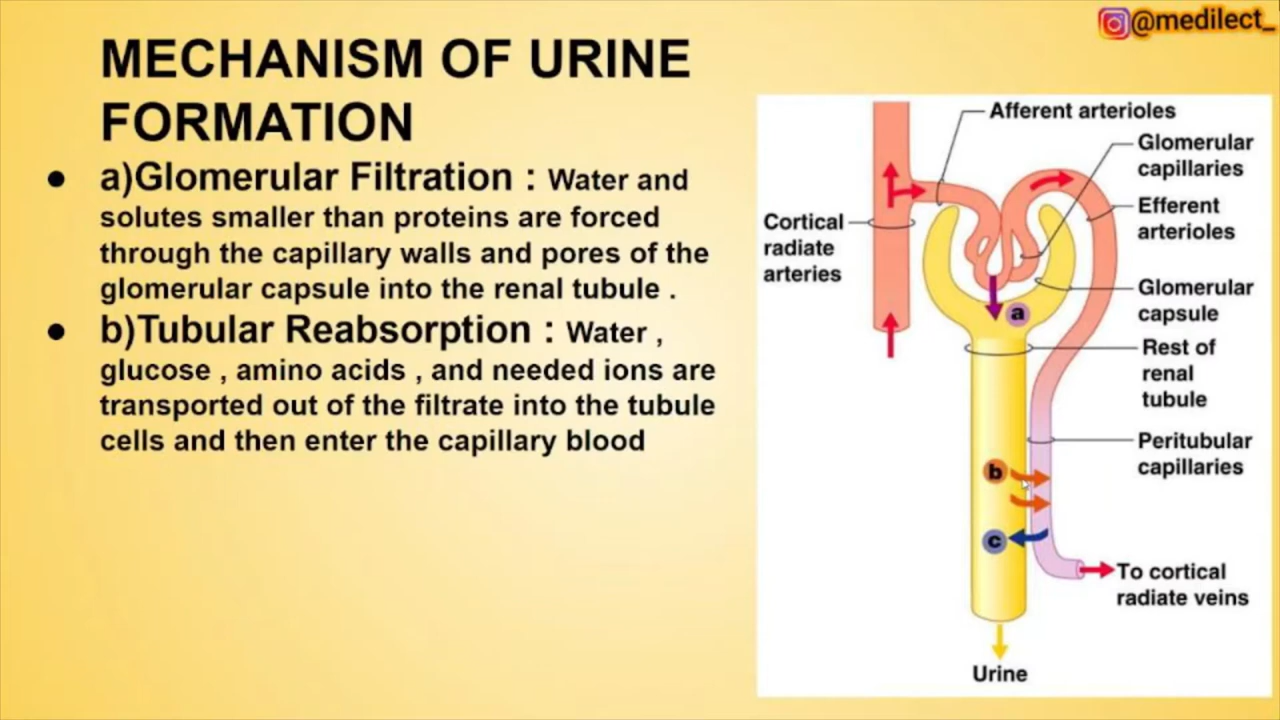 @medilect_
MECHANISM OF URINE
FORMATION
● a)Glomerular Filtration : Water and
solutes smaller than proteins are forced
through the capillary walls and pores of the
glomerular capsule into the renal tubule .
● b)Tubular Reabsorption : Water ,
glucose , amino acids , and needed ions are
transported out of the filtrate into the tubule
cells and then enter the capillary blood
Afferent arterioles
Glomerular
capillaries
Efferent
arterioles
Cortical
radiate
arteries
Glomerular
capsule
a
Rest of
renal
tubule
Peritubular
capillaries
b
c
To cortical
radiate veins
Urine